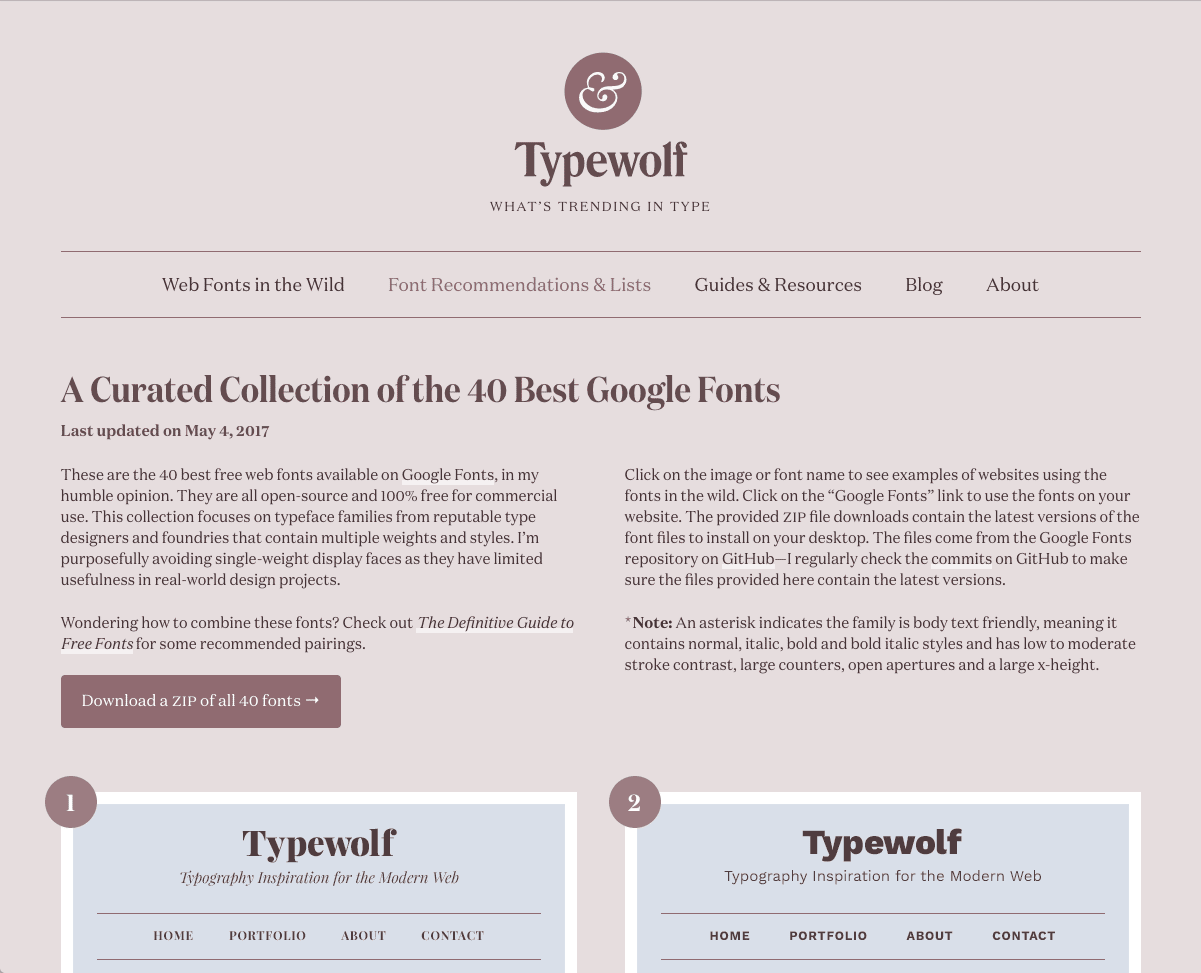 &
Typewolf
WHAT'S TRENDING IN TYPE
Web Fonts in the Wild Font Recommendations & Lists Guides & Resources Blog About
A Curated Collection of the 40 Best Google Fonts
Last updated on May 4, 2017
These are the 40 best free web fonts available on Google Fonts, in my
humble opinion. They are all open-source and 100% free for commercial
use. This collection focuses on typeface families from reputable type
designers and foundries that contain multiple weights and styles. I’m
purposefully avoiding single-weight display faces as they have limited
usefulness in real-world design projects.
Wondering how to combine these fonts? Check out The Definitive Guide to
Free Fonts for some recommended pairings.
Download a ZIP of all 40 fonts →
Click on the image or font name to see examples of websites using the
fonts in the wild. Click on the “Google Fonts” link to use the fonts on your
website. The provided ZIP file downloads contain the latest versions of the
font files to install on your desktop. The files come from the Google Fonts
repository on GitHub—I regularly check the commits on GitHub to make
sure the files provided here contain the latest versions.
*Note: An asterisk indicates the family is body text friendly, meaning it
contains normal, italic, bold and bold italic styles and has low to moderate
stroke contrast, large counters, open apertures and a large x-height.
1
Typewolf
Typography Inspiration for the Modern Web
HOME PORTFOLIO ABOUT CONTACT
2
Typewolf
Typography Inspiration for the Modern Web
HOME PORTFOLIO ABOUT CONTACT